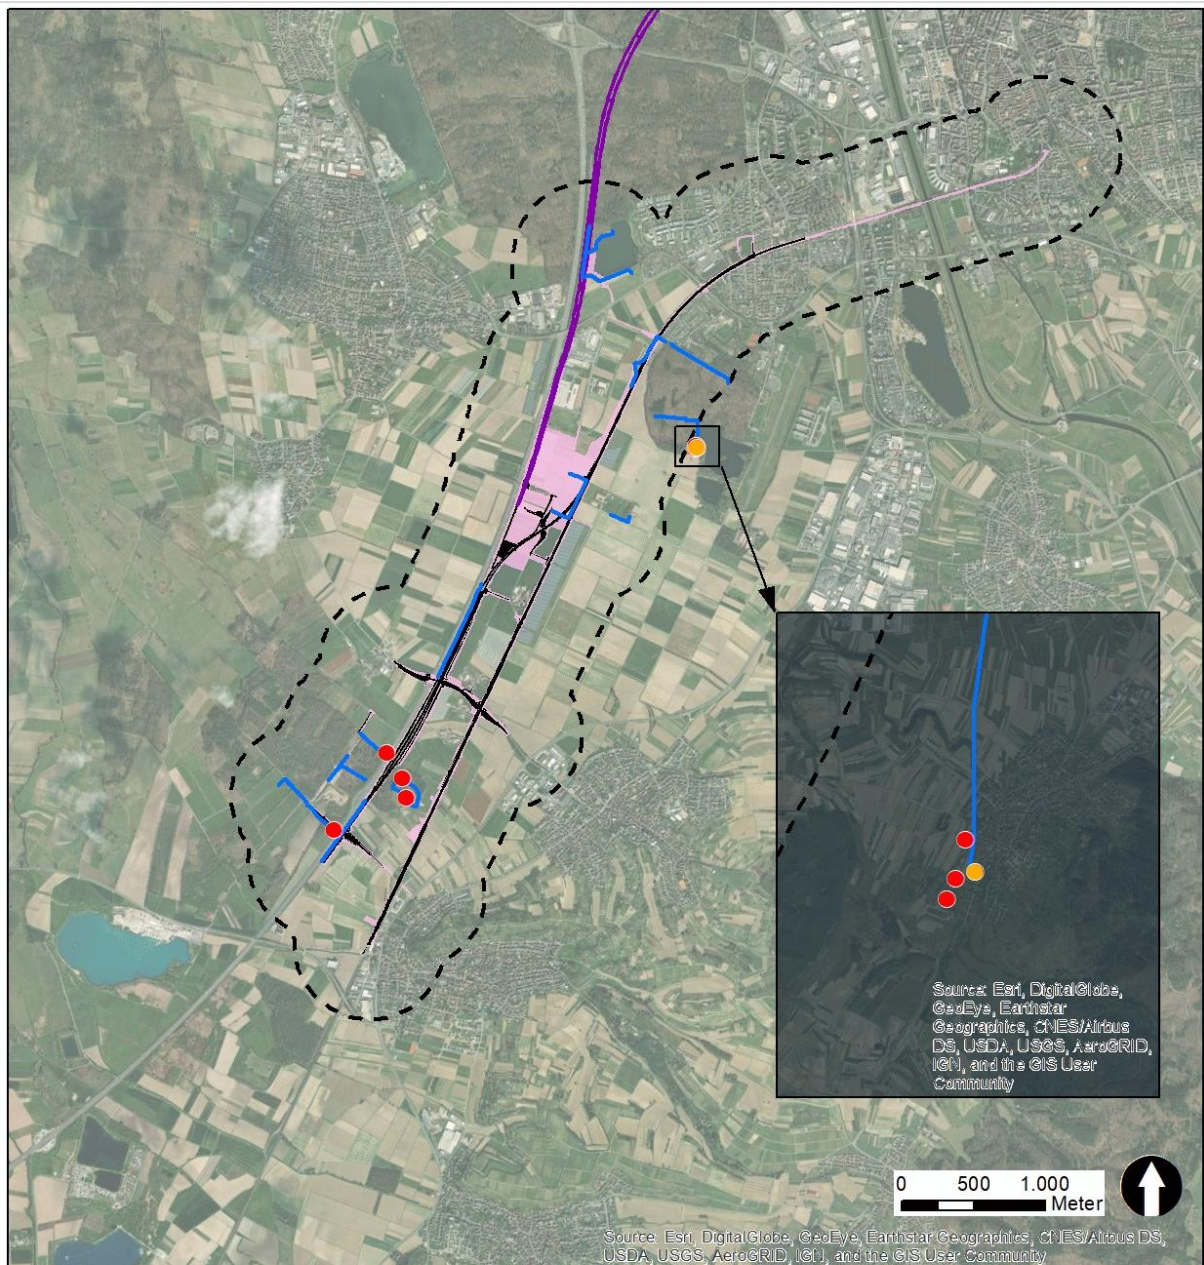 Source: Esri, DigitalGlobe,
GeoEye, Earthstar
Geographics, CNES/Airbus
DS, USDA, USGS, AeroGRID,
IGN, and the GIS User
Community
0 500 1.000
Meter
Source: Esri, DigitalGlobe, GeoEye, Earthstar Geographics, CNES/Airbus DS,
USDA, USGS, AeroGRID, IGN, and the GIS User Community